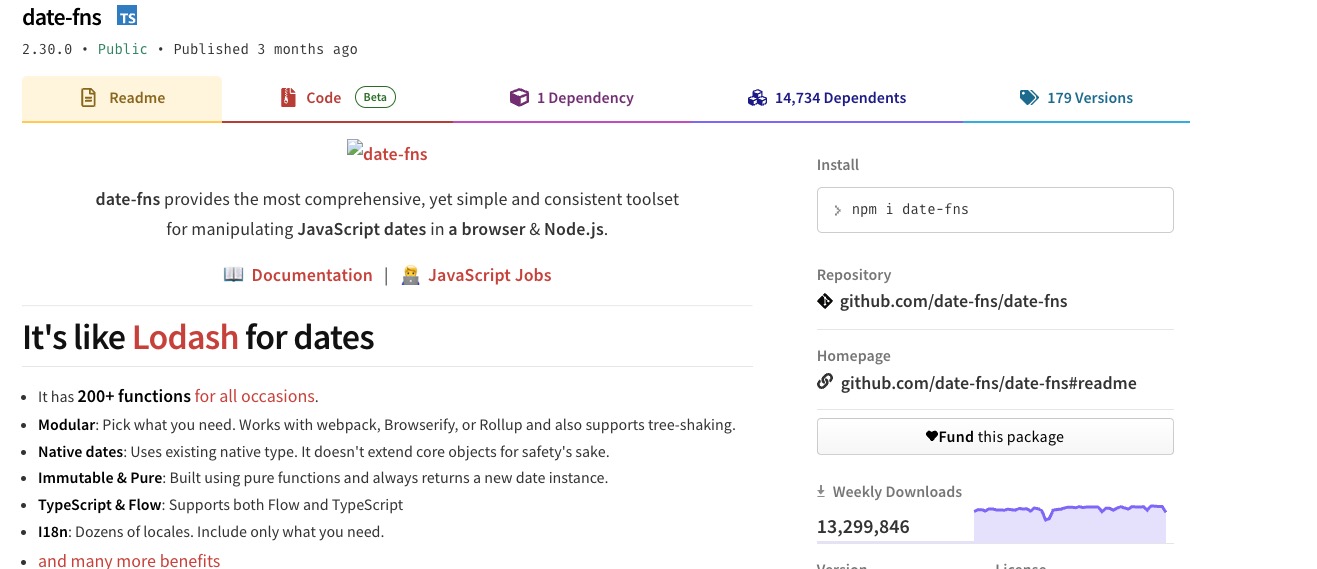 date-fns TS
2.30.0 • Public • Published 3 months ago
Readme
Code Beta
1 Dependency
14,734 Dependents
179 Versions
date-fns
date-fns provides the most comprehensive, yet simple and consistent toolset
for manipulating JavaScript dates in a browser & Node.js.
📖 Documentation | 🧑‍💻 JavaScript Jobs
It's like Lodash for dates
• It has 200+ functions for all occasions.
• Modular: Pick what you need. Works with webpack, Browserify, or Rollup and also supports tree-shaking.
• Native dates: Uses existing native type. It doesn't extend core objects for safety's sake.
• Immutable & Pure: Built using pure functions and always returns a new date instance.
• TypeScript & Flow: Supports both Flow and TypeScript
• I18n: Dozens of locales. Include only what you need.
• and many more benefits
Install
npm i date-fns
Repository
github.com/date-fns/date-fns
Homepage
github.com/date-fns/date-fns#readme
♥Fund this package
Weekly Downloads
13,299,846
Version
License